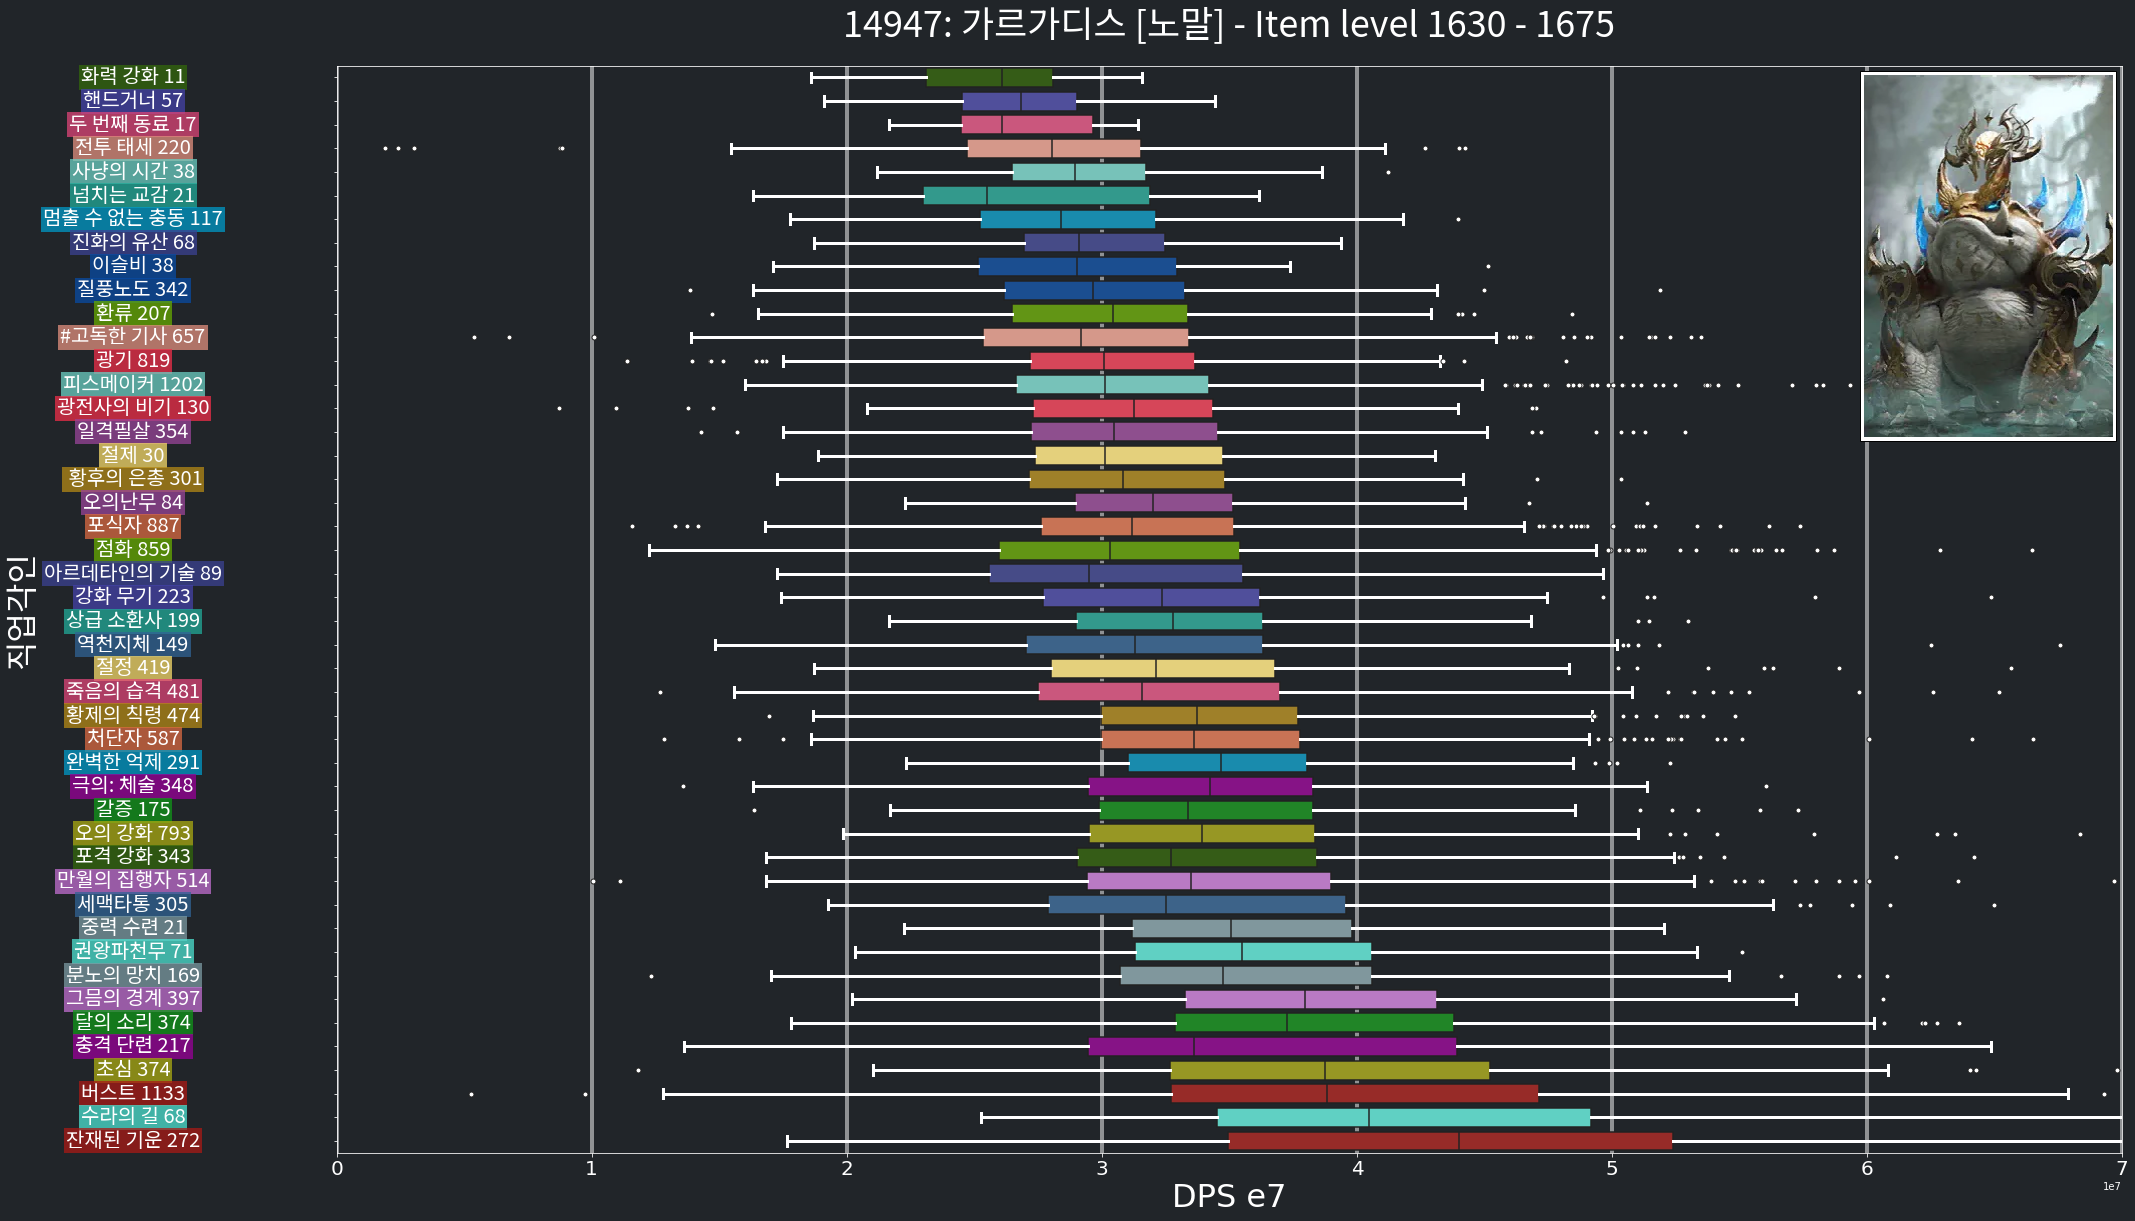 14947: 가르가디스 [노말] - Item level 1630 - 1675
화력 강화 11
핸드거너 57
두 번째 동료 17
전투 태세 220
사냥의 시간 38
넘치는 교감 21
멈출 수 없는 충동 117
진화의 유산 68
이슬비 38
질풍노도 342
환류 207
#고독한 기사 657
광기 819
피스메이커 1202
광전사의 비기 130
일격필살 354
절제 30
황후의 은총 301
오의난무 84
포식자 887
점화 859
아르데타인의 기술 89
강화 무기 223
상급 소환사 199
역천지체 149
절정 419
죽음의 습격 481
황제의 칙령 474
처단자 587
완벽한 억제 291
극의: 체술 348
갈증 175
오의 강화 793
포격 강화 343
만월의 집행자 514
세맥타통 305
중력 수련 21
권왕파천무 71
분노의 망치 169
그믐의 경계 397
달의 소리 374
충격 단련 217
초심 374
버스트 1133
수라의 길 68
잔재된 기운 272
직업각인
0 1 2 3 4 5 6 7
1e7
DPS e7